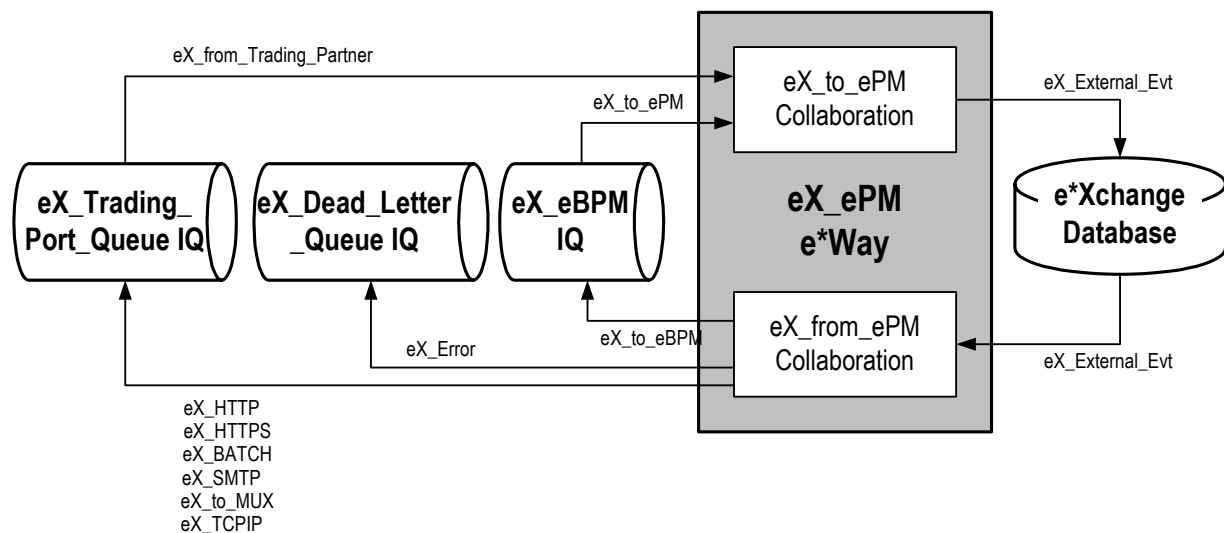 eX_from_Trading_Partner
eX_to_ePM
eX_to_ePM
Collaboration
eX_External_Evt
eX_Trading_
Port_Queue IQ
eX_Dead_Letter
_Queue IQ
eX_eBPM
IQ
eX_ePM
e*Way
e*Xchange
Database
eX_from_ePM
Collaboration
eX_to_eBPM
eX_Error
eX_External_Evt
eX_HTTP
eX_HTTPS
eX_BATCH
eX_SMTP
eX_to_MUX
eX_TCPIP